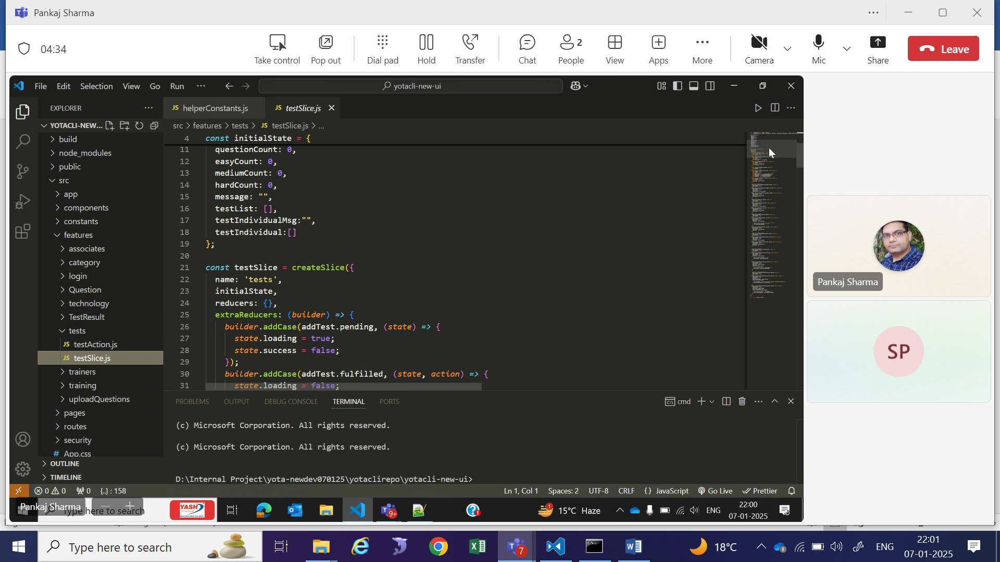 Pankaj Sharma
04:34
Take control
Pop out
Dial pad
Hold
Transfer
Chat
2
People
View
Apps
More
Camera
Mic
Share
Leave
File Edit Selection View Go Run
yotacli-new-ui
EXPLORER
JS helperConstants.js
JS testSlice.js
YOTACLI-NEW...
src > features > tests > JS testSlice.js > ...
build
node_modules
public
src
app
components
constants
features
associates
category
login
Question
technology
TestResult
tests
JS testAction.js
JS testSlice.js
trainers
training
uploadQuestions
pages
routes
security
# App.css
OUTLINE
TIMELINE
4 const initialState = {
11 questionCount: 0,
12 easyCount: 0,
13 mediumCount: 0,
14 hardCount: 0,
15 message: "",
16 testList: [],
17 testIndividualMsg:"",
18 testIndividual:[]
19 };
20
21 const testSlice = createSlice({
22 name: 'tests',
23 initialState,
24 reducers: {},
25 extraReducers: (builder) => {
26 builder.addCase(addTest.pending, (state) => {
27 state.loading = true;
28 state.success = false;
29 });
30 builder.addCase(addTest.fulfilled, (state, action) => {
31 state.loading = false;
PROBLEMS OUTPUT DEBUG CONSOLE TERMINAL PORTS
cmd
(c) Microsoft Corporation. All rights reserved.
(c) Microsoft Corporation. All rights reserved.
D:\Internal Project\yota-newdev070125\yotaclirepo\yotacli-new-ui>
0 0 0 {..} : 158
Ln 1, Col 1 Spaces: 2 UTF-8 CRLF {} JavaScript Go Live Prettier
Pankaj Sharma
Type here to search
YASH
9+
1
15°C Haze
ENG
22:00
07-01-2025
Pankaj Sharma
SP
Type here to search
7
18°C
ENG
22:01
07-01-2025